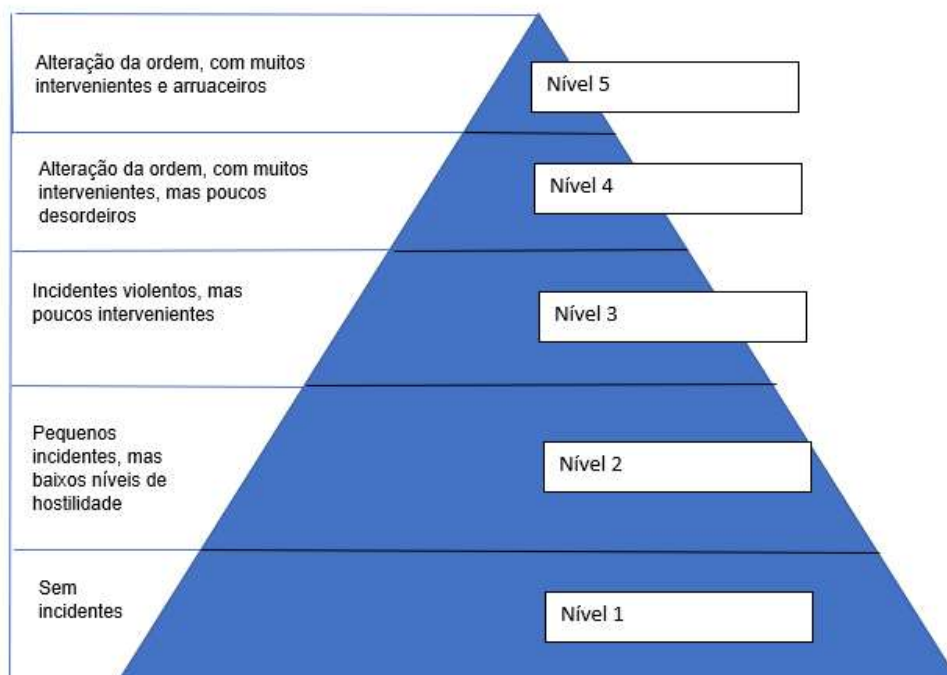 Alteração da ordem, com muitos
intervenientes e arruaceiros
Nível 5
Alteração da ordem, com muitos
intervenientes, mas poucos
desordeiros
Nível 4
Incidentes violentos, mas
poucos intervenientes
Nível 3
Pequenos
incidentes, mas
baixos níveis de
hostilidade
Nível 2
Sem
incidentes
Nível 1